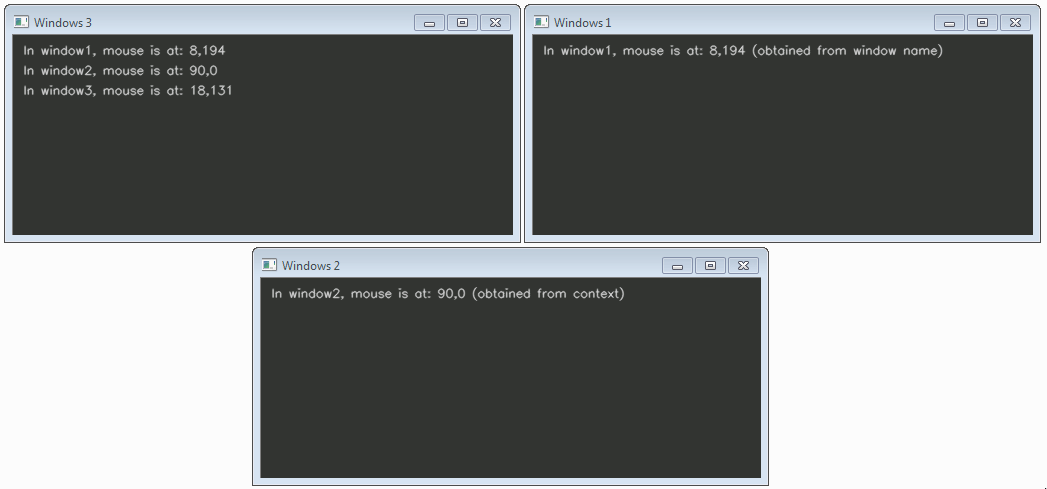 Windows 3
In window1, mouse is at: 8,194
In window2, mouse is at: 90,0
In window3, mouse is at: 18,131
Windows 1
In window1, mouse is at: 8,194 (obtained from window name)
Windows 2
In window2, mouse is at: 90,0 (obtained from context)